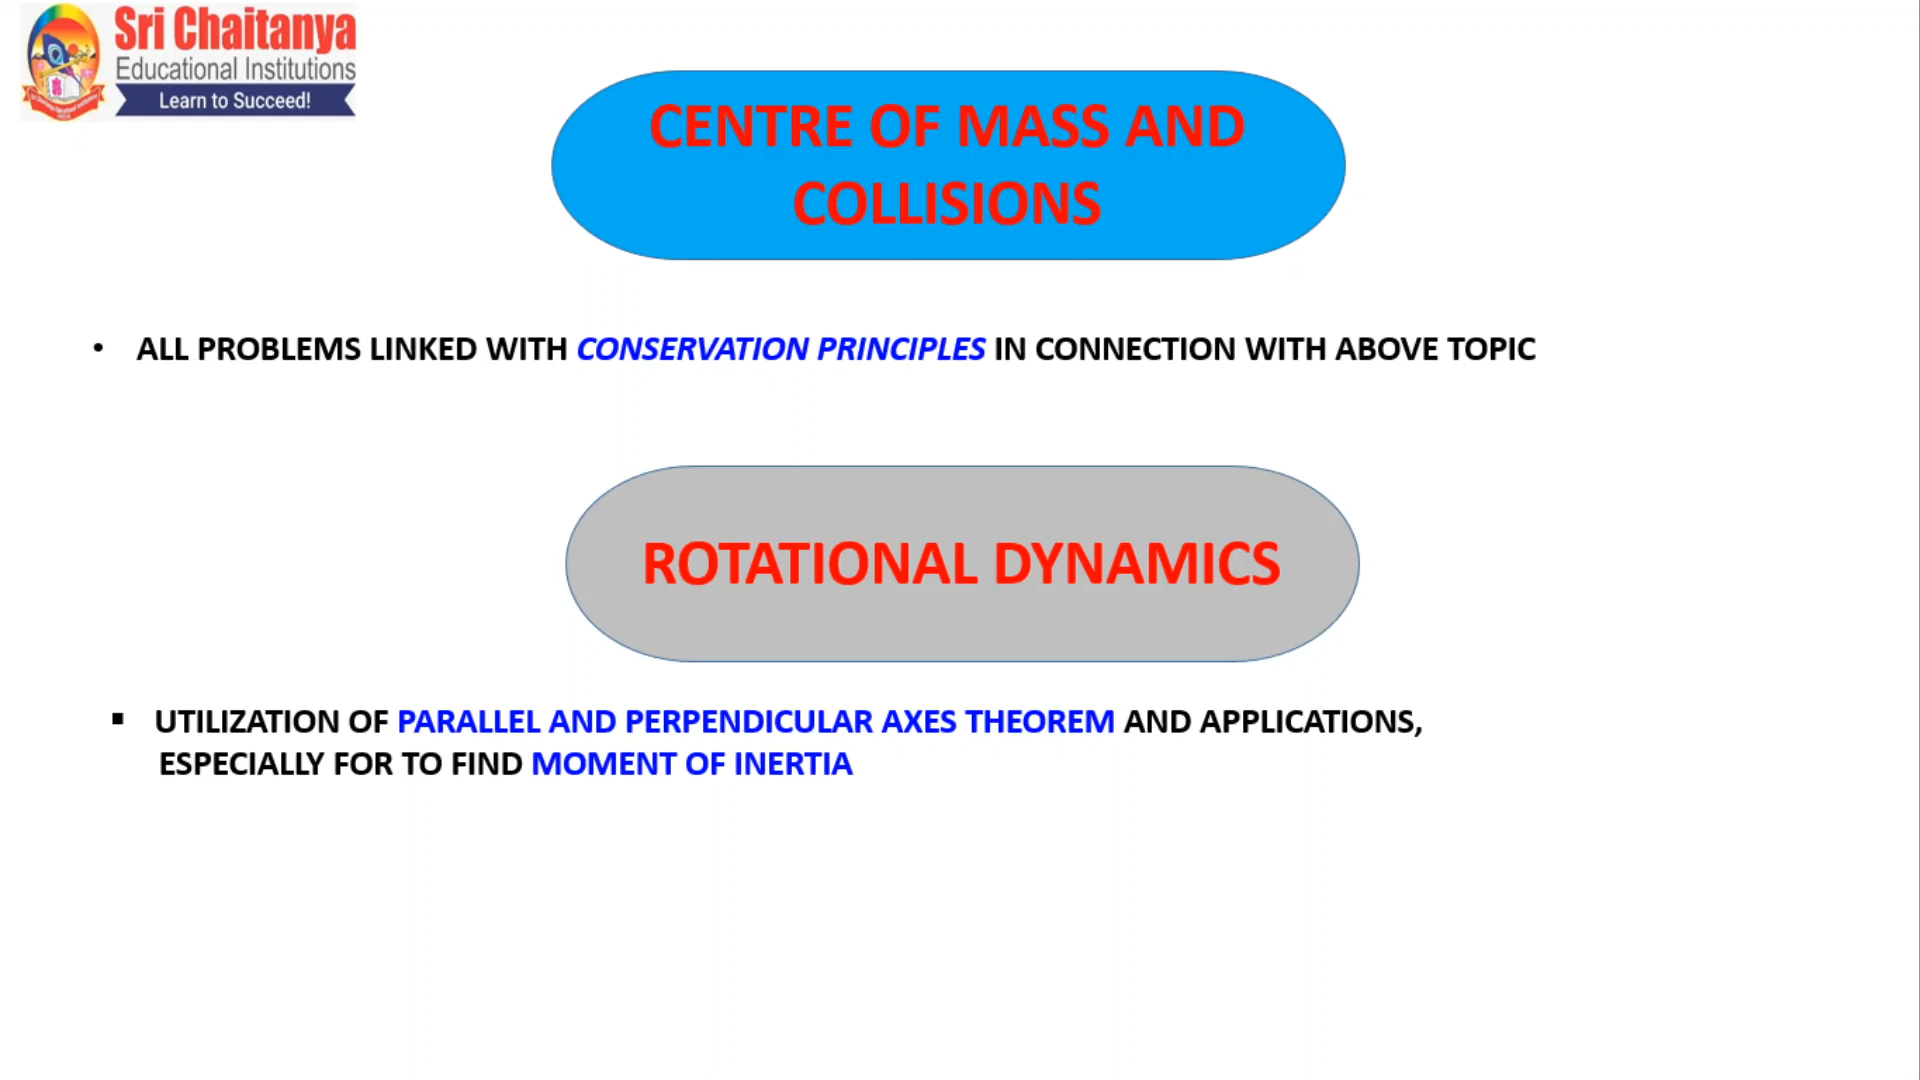 Sri Chaitanya
Educational Institutions
Learn to Succeed!
CENTRE OF MASS AND
COLLISIONS
• ALL PROBLEMS LINKED WITH CONSERVATION PRINCIPLES IN CONNECTION WITH ABOVE TOPIC
ROTATIONAL DYNAMICS
▪ UTILIZATION OF PARALLEL AND PERPENDICULAR AXES THEOREM AND APPLICATIONS,
ESPECIALLY FOR TO FIND MOMENT OF INERTIA